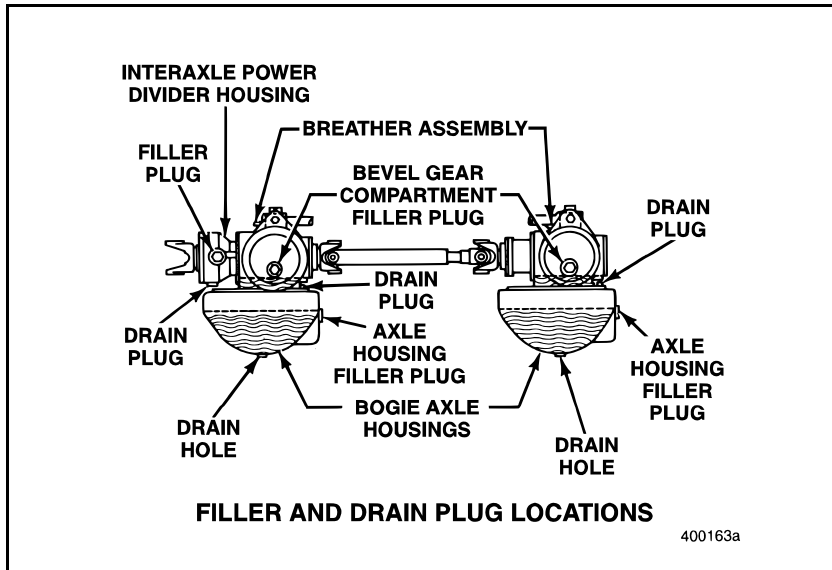 INTERAXLE POWER
DIVIDER HOUSING
BREATHER ASSEMBLY
FILLER
PLUG
BEVEL GEAR
COMPARTMENT
FILLER PLUG
DRAIN
PLUG
DRAIN
PLUG
DRAIN
PLUG
AXLE
HOUSING
FILLER PLUG
AXLE
HOUSING
FILLER
PLUG
BOGIE AXLE
HOUSINGS
DRAIN
HOLE
DRAIN
HOLE
FILLER AND DRAIN PLUG LOCATIONS
400163a